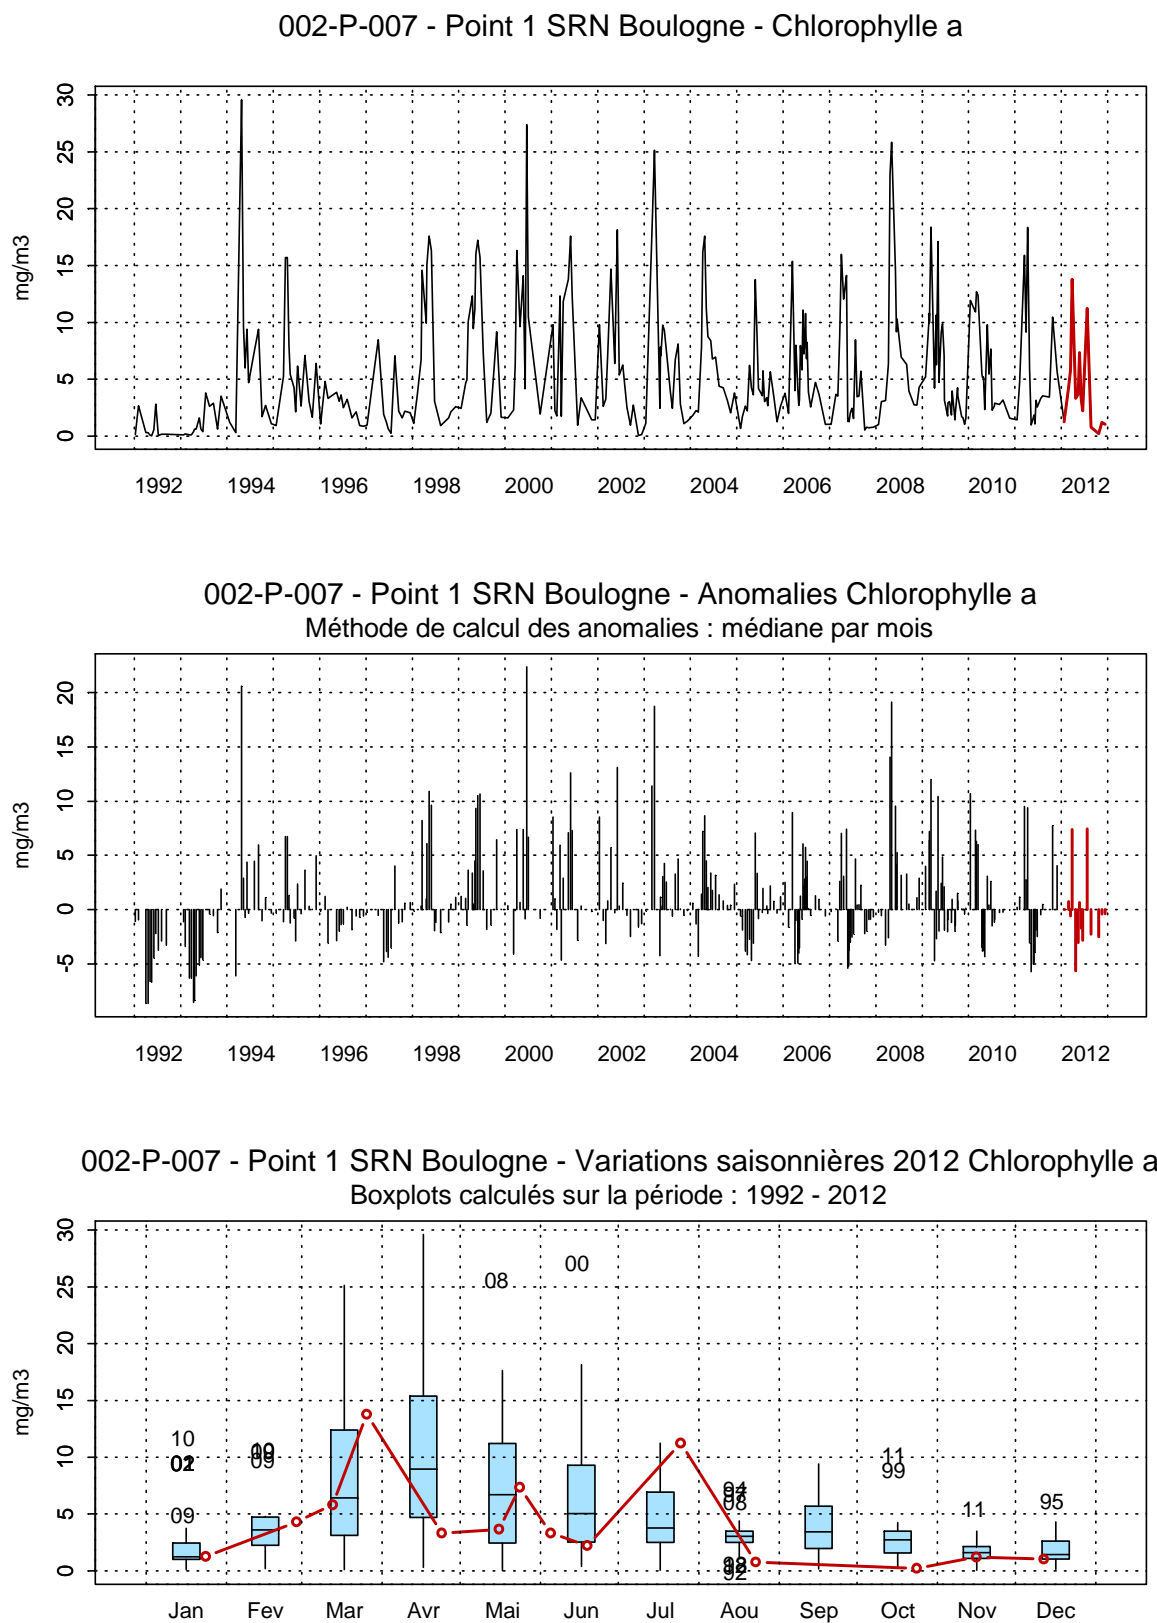 002-P-007 - Point 1 SRN Boulogne - Chlorophylle a
30
25
20
15
10
5
0
mg/m3
1992 1994 1996 1998 2000 2002 2004 2006 2008 2010 2012
002-P-007 - Point 1 SRN Boulogne - Anomalies Chlorophylle a
Méthode de calcul des anomalies : médiane par mois
20
15
10
5
0
-5
mg/m3
1992 1994 1996 1998 2000 2002 2004 2006 2008 2010 2012
002-P-007 - Point 1 SRN Boulogne - Variations saisonnières 2012 Chlorophylle a
Boxplots calculés sur la période : 1992 - 2012
30
25
20
15
10
5
0
mg/m3
10
09
09
08
00
94
08
92
11
99
11
95
Jan Fev Mar Avr Mai Jun Jul Aou Sep Oct Nov Dec